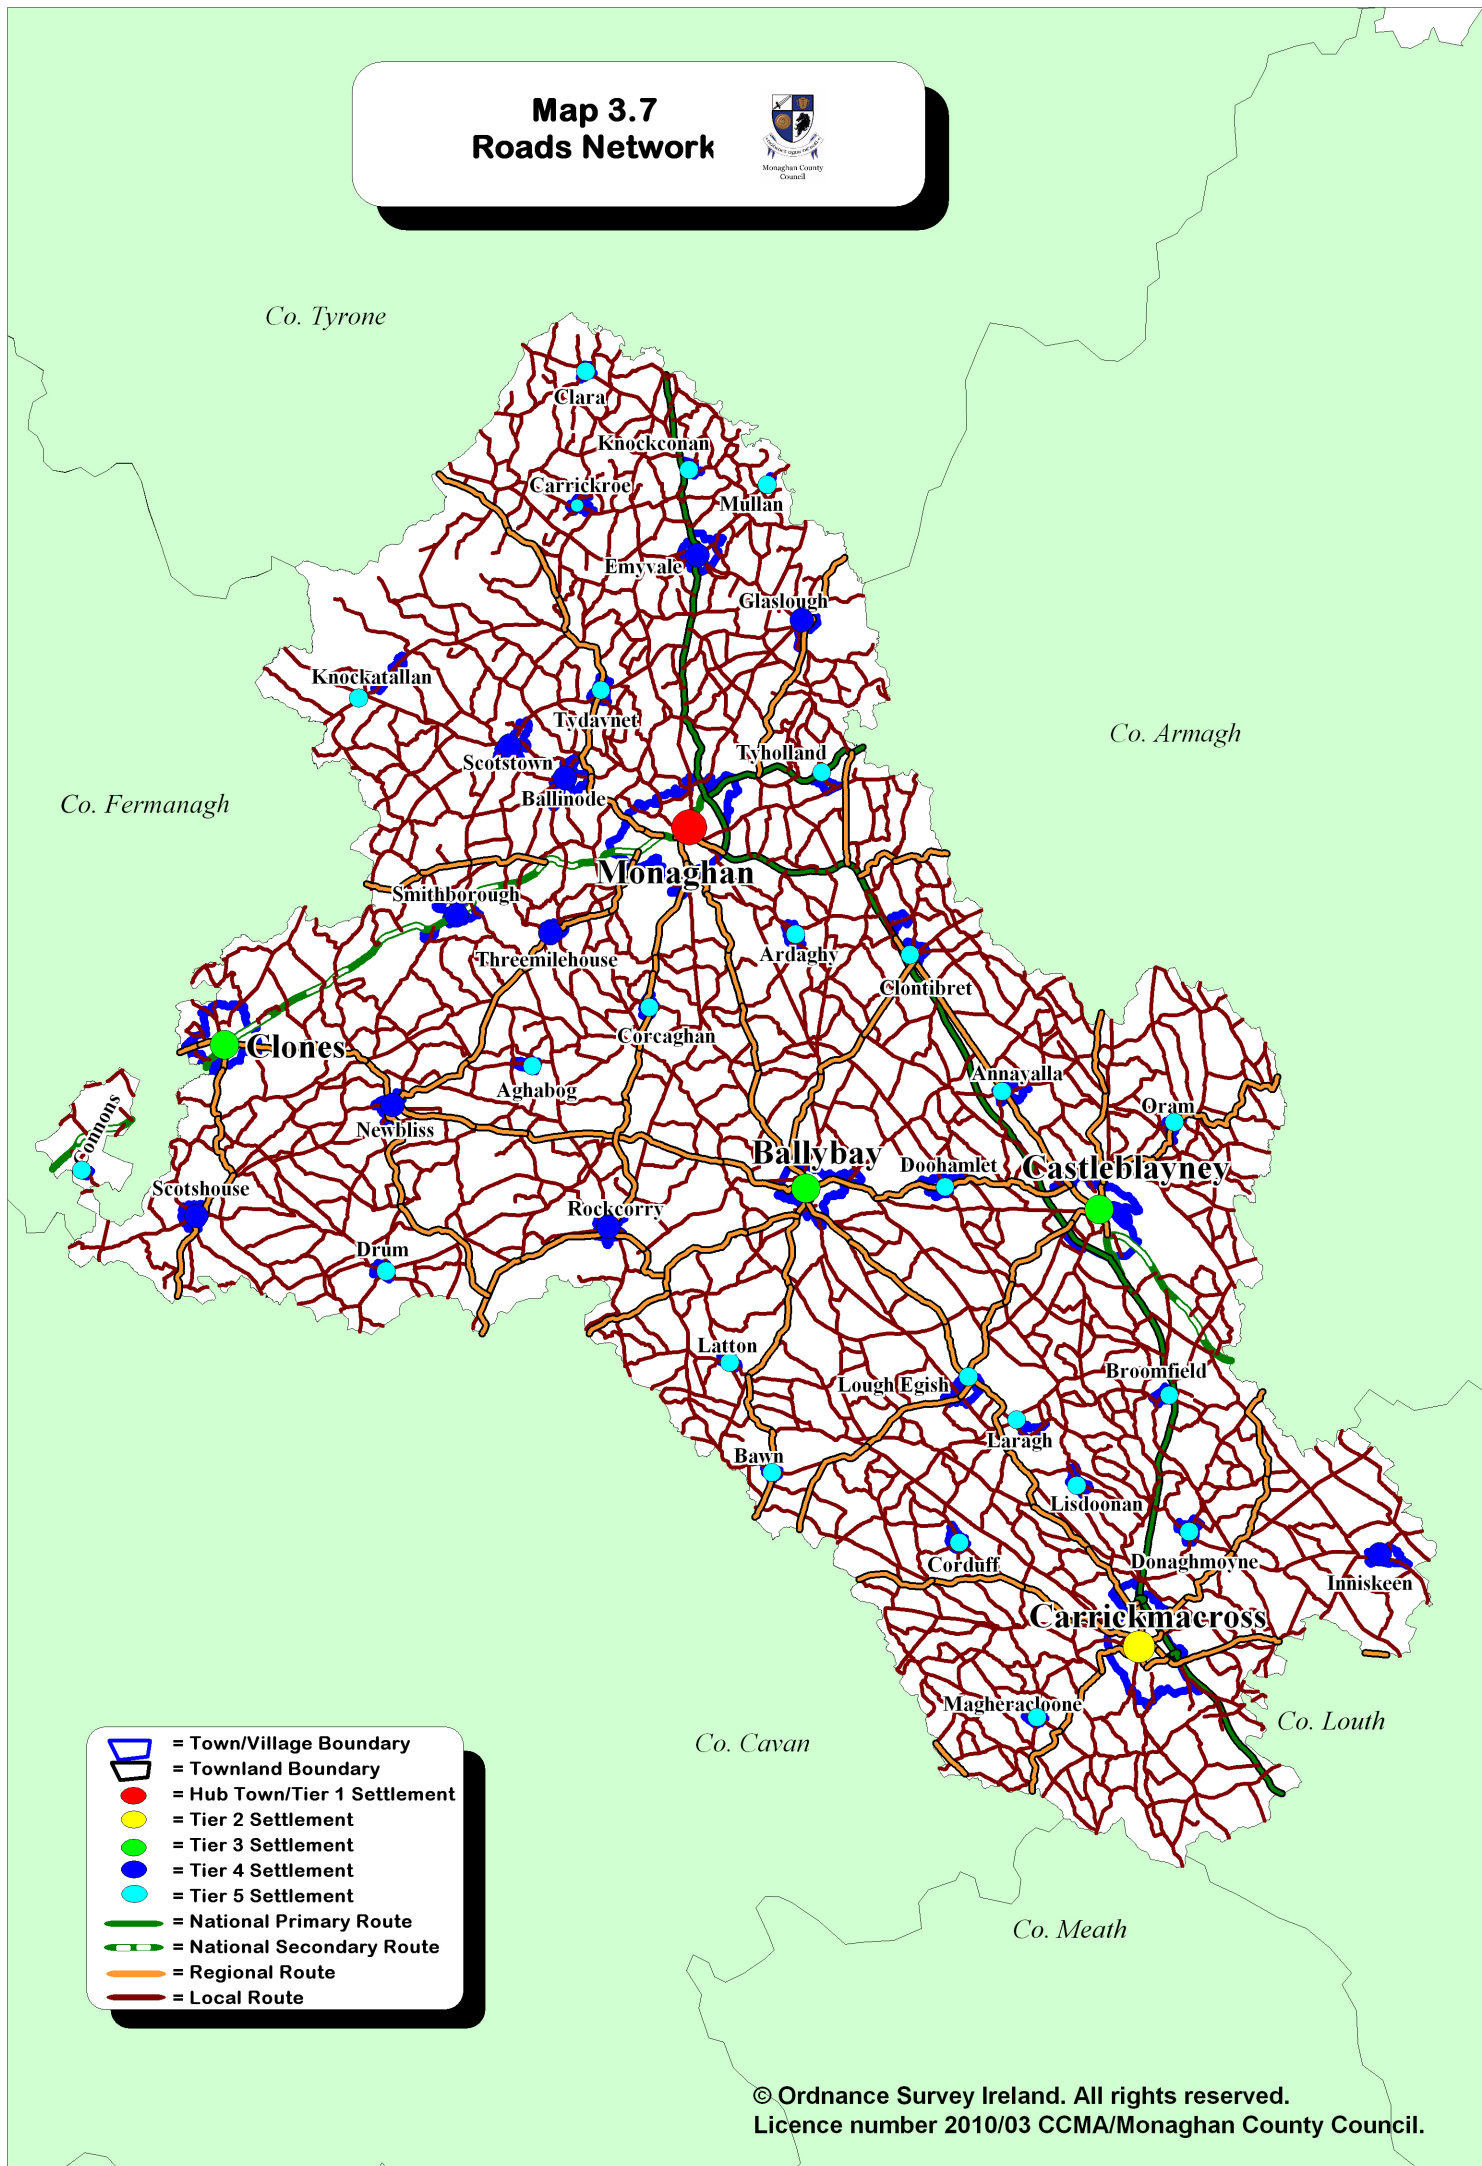 Map 3.7
Roads Network
Monaghan County
Council
Co. Tyrone
Clara
Knockconan
Carrickroe
Mullan
Emyvale
Glaslough
Knockatallan
Tydavnet
Co. Armagh
Scotstown
Tyholland
Ballinode
Co. Fermanagh
Monaghan
Smithborough
Threemilehouse
Ardaghy
Clontibret
Corcaghan
Clones
Aghabog
Annayalla
Oram
Connons
Newbliss
Ballybay
Doohamlet
Castleblayney
Scotshouse
Rockcorry
Drum
Latton
Lough Egish
Broomfield
Laragh
Bawn
Lisdoonan
Corduff
Donaghmoyne
Inniskeen
Carrickmacross
Magheracloone
Co. Louth
Co. Cavan
= Town/Village Boundary
= Townland Boundary
= Hub Town/Tier 1 Settlement
= Tier 2 Settlement
= Tier 3 Settlement
= Tier 4 Settlement
= Tier 5 Settlement
= National Primary Route
= National Secondary Route
= Regional Route
= Local Route
Co. Meath
© Ordnance Survey Ireland. All rights reserved.
Licence number 2010/03 CCMA/Monaghan County Council.